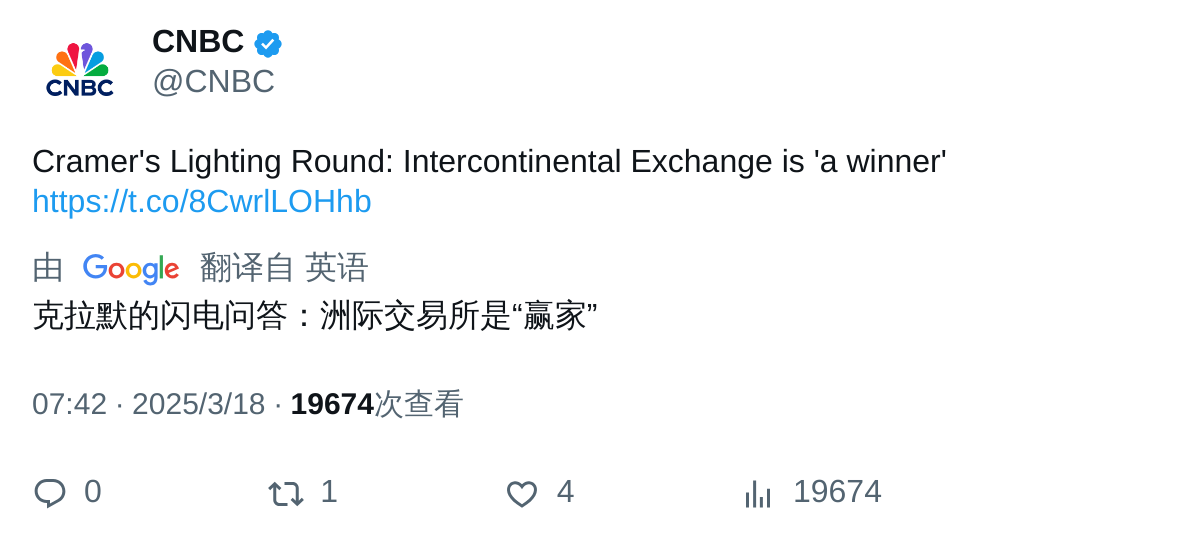 CNBC
CNBC
@CNBC
Cramer's Lighting Round: Intercontinental Exchange is 'a winner'
https://t.co/8CwrlLOHhb
由 Google 翻译自 英语
克拉默的闪电问答：洲际交易所是“赢家”
07:42 · 2025/3/18 · 19674次查看
0 1 4 19674